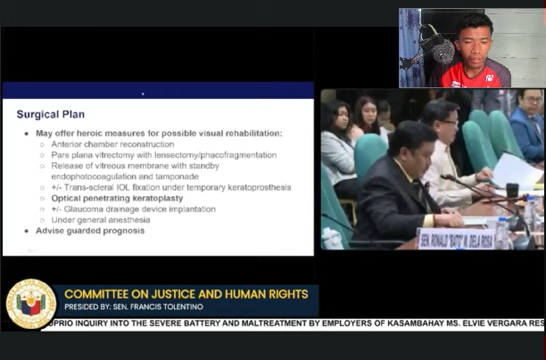 Surgical Plan
● May offer heroic measures for possible visual rehabilitation:
○ Anterior chamber reconstruction
○ Pars plana vitrectomy with lensectomy/phacofragmentation
○ Release of vitreous membrane with standby
endophotocoagulation and tamponade
○ +/- Trans-scleral IOL fixation under temporary keratoprosthesis
○ Optical penetrating keratoplasty
○ +/- Glaucoma drainage device implantation
○ Under general anesthesia
● Advise guarded prognosis
SEN. RONALD "BATO" M. DELA ROSA
COMMITTEE ON JUSTICE AND HUMAN RIGHTS
PRESIDED BY: SEN. FRANCIS TOLENTINO
OPRIO INQUIRY INTO THE SEVERE BATTERY AND MALTREATMENT BY EMPLOYERS OF KASAMBAHAY MS. ELVIE VERGARA RES